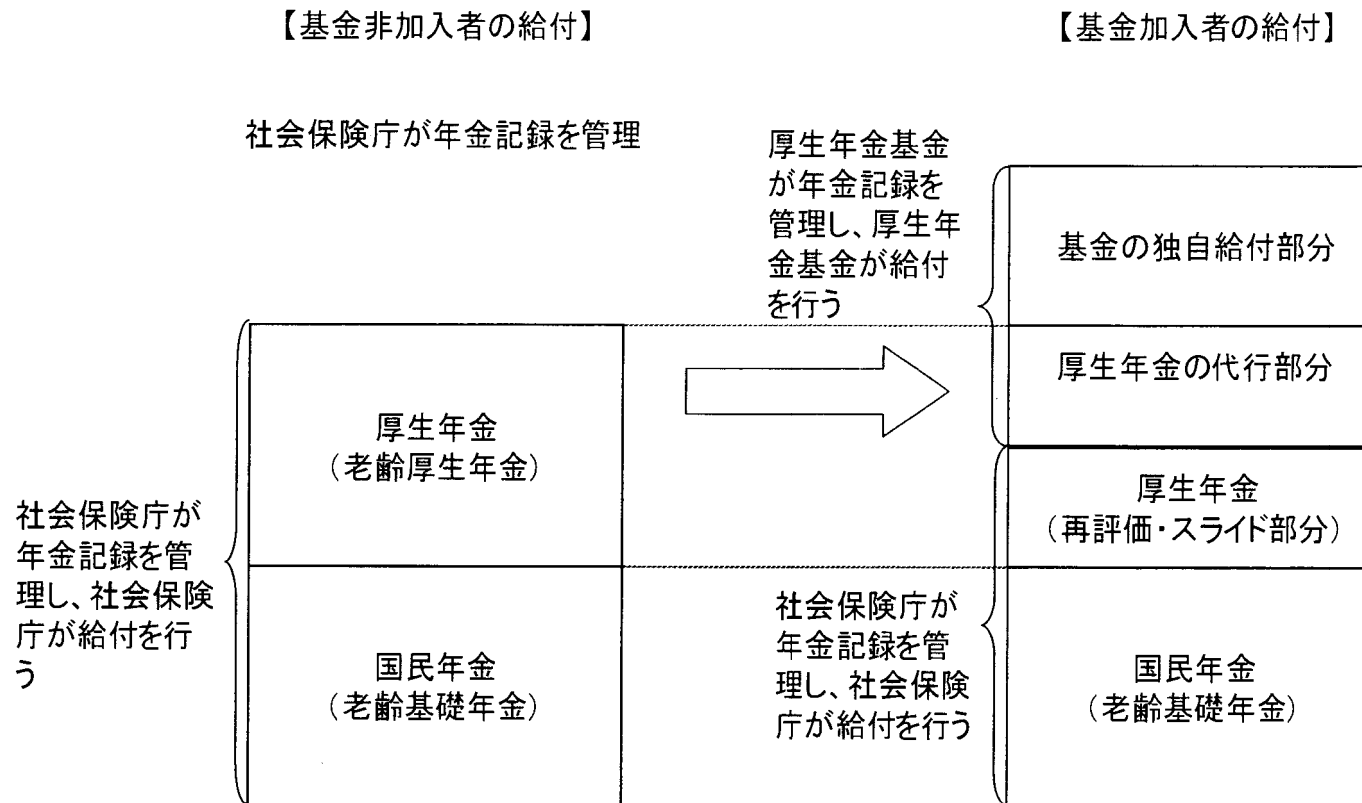 【基金非加入者の給付】
社会保険庁が年金記録を管理
厚生年金
（老齢厚生年金）
国民年金
（老齢基礎年金）
社会保険庁が
年金記録を管
理し、社会保険
庁が給付を行
う
【基金加入者の給付】
厚生年金基金
が年金記録を
管理し、厚生年
金基金が給付
を行う
基金の独自給付部分
厚生年金の代行部分
厚生年金
（再評価・スライド部分）
社会保険庁が
年金記録を管
理し、社会保険
庁が給付を行う
国民年金
（老齢基礎年金）